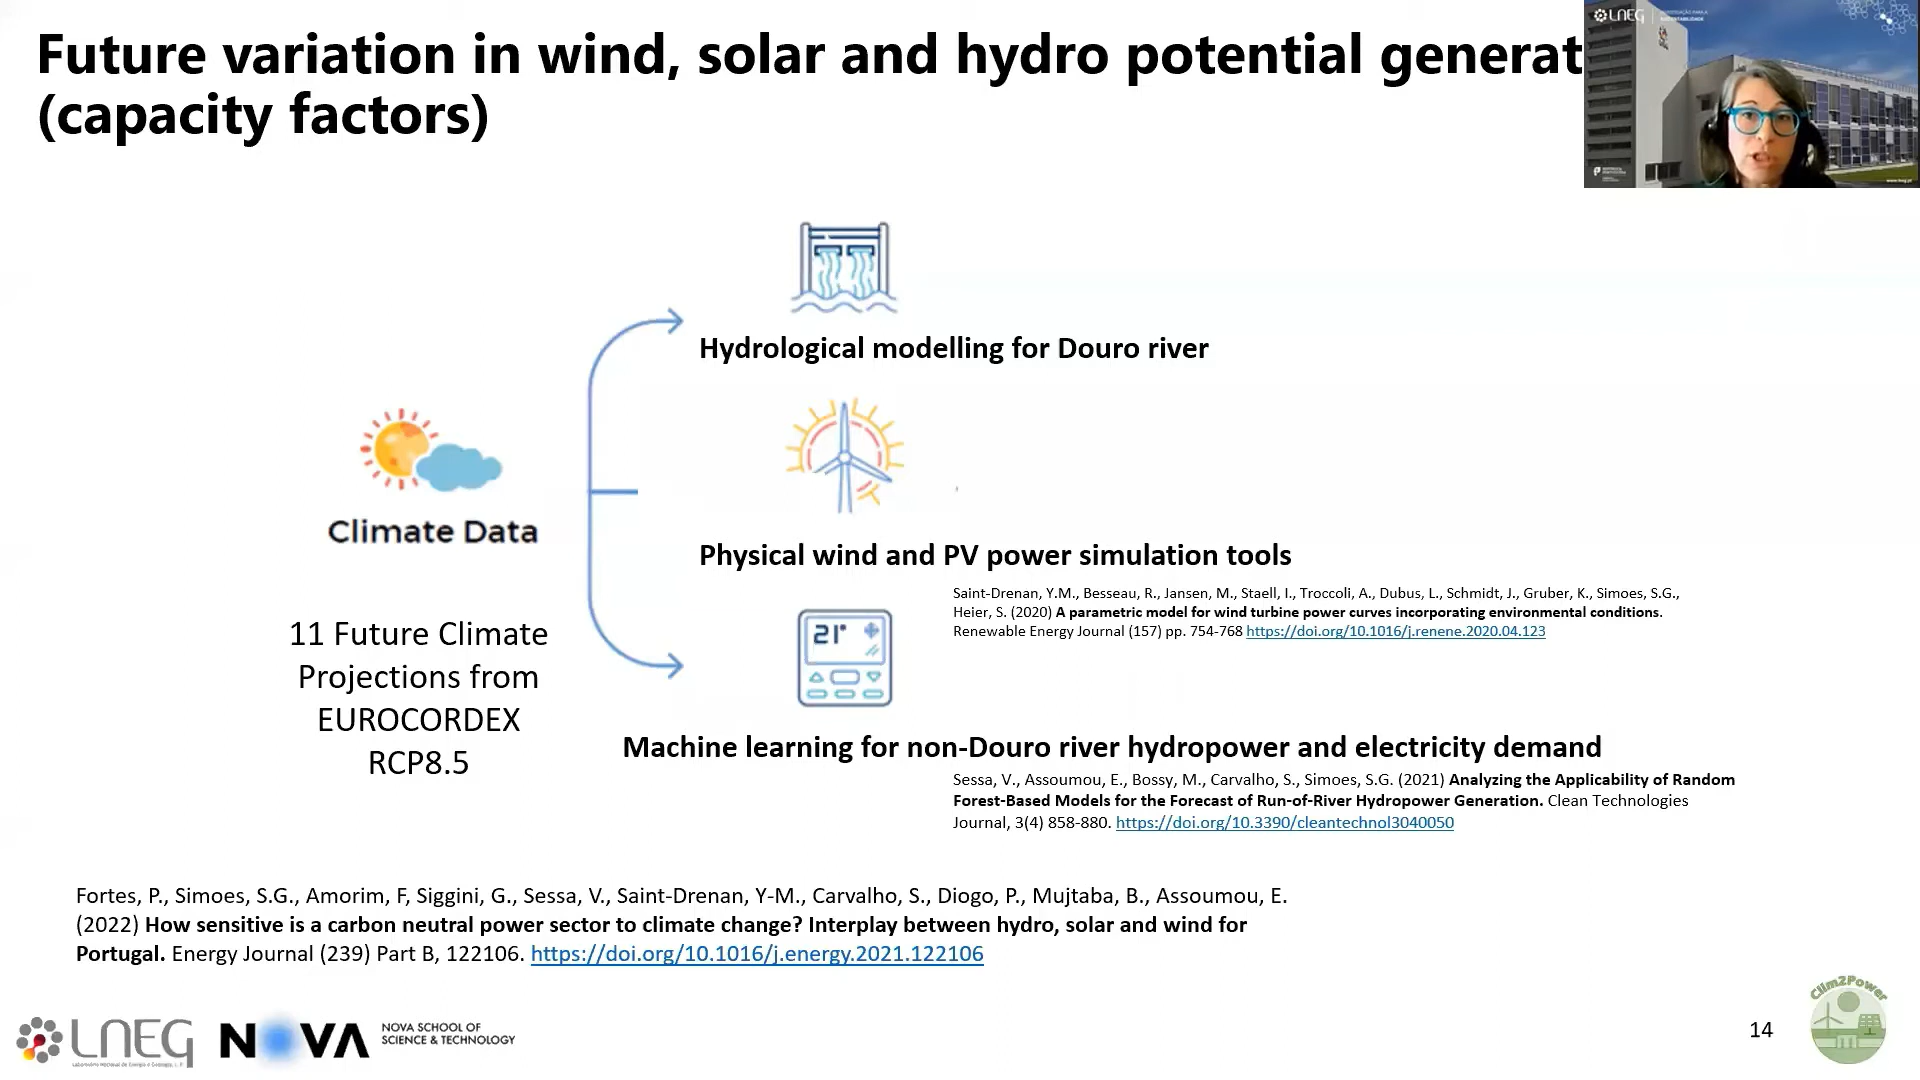 Future variation in wind, solar and hydro potential generat
(capacity factors)
LNEG
Hydrological modelling for Douro river
Climate Data
Physical wind and PV power simulation tools
Saint-Drenan, Y.M., Besseau, R., Jansen, M., Staell, I., Troccoli, A., Dubus, L., Schmidt, J., Gruber, K., Simoes, S.G.,
Heier, S. (2020) A parametric model for wind turbine power curves incorporating environmental conditions.
Renewable Energy Journal (157) pp. 754-768 https://doi.org/10.1016/j.renene.2020.04.123
21°
11 Future Climate
Projections from
EUROCORDEX
RCP8.5
Machine learning for non-Douro river hydropower and electricity demand
Sessa, V., Assoumou, E., Bossy, M., Carvalho, S., Simoes, S.G. (2021) Analyzing the Applicability of Random
Forest-Based Models for the Forecast of Run-of-River Hydropower Generation. Clean Technologies
Journal, 3(4) 858-880. https://doi.org/10.3390/cleantechnol3040050
Fortes, P., Simoes, S.G., Amorim, F, Siggini, G., Sessa, V., Saint-Drenan, Y-M., Carvalho, S., Diogo, P., Mujtaba, B., Assoumou, E.
(2022) How sensitive is a carbon neutral power sector to climate change? Interplay between hydro, solar and wind for
Portugal. Energy Journal (239) Part B, 122106. https://doi.org/10.1016/j.energy.2021.122106
LNEG
NOVA
NOVA SCHOOL OF
SCIENCE & TECHNOLOGY
14
Clim2Power